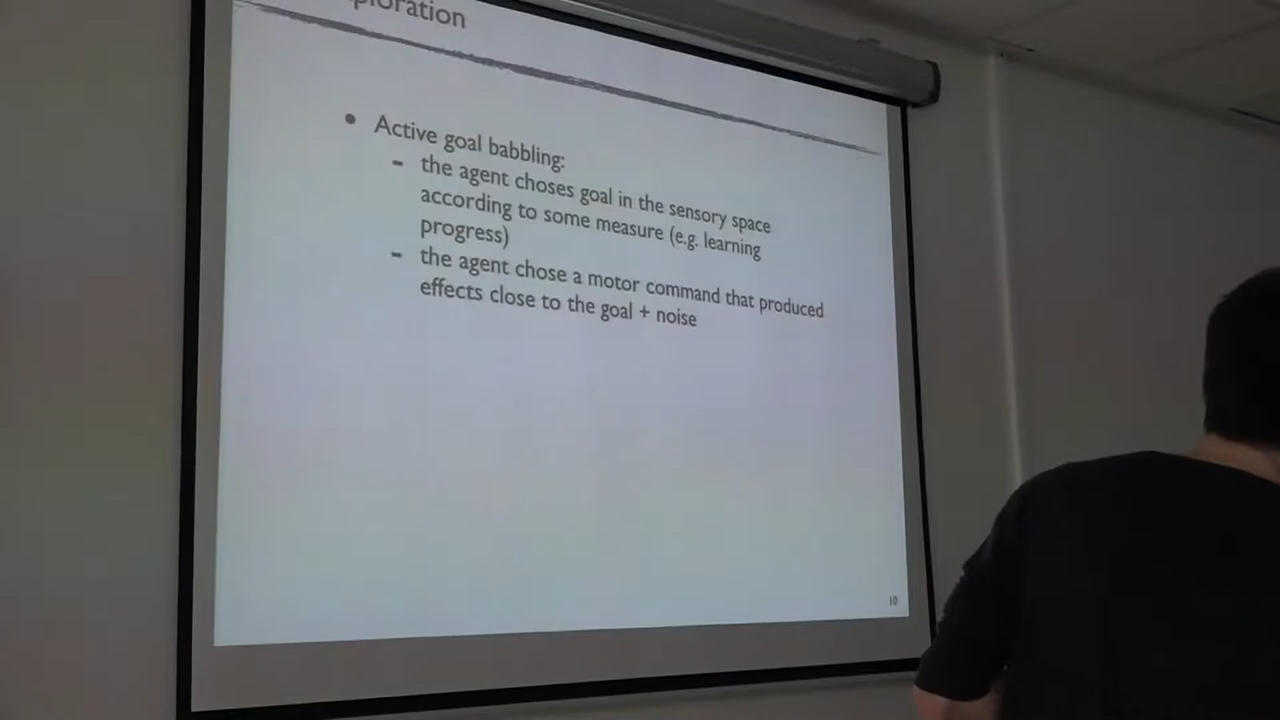 ploration
• Active goal babbling:
- the agent choses goal in the sensory space
according to some measure (e.g. learning
progress)
- the agent chose a motor command that produced
effects close to the goal + noise
10